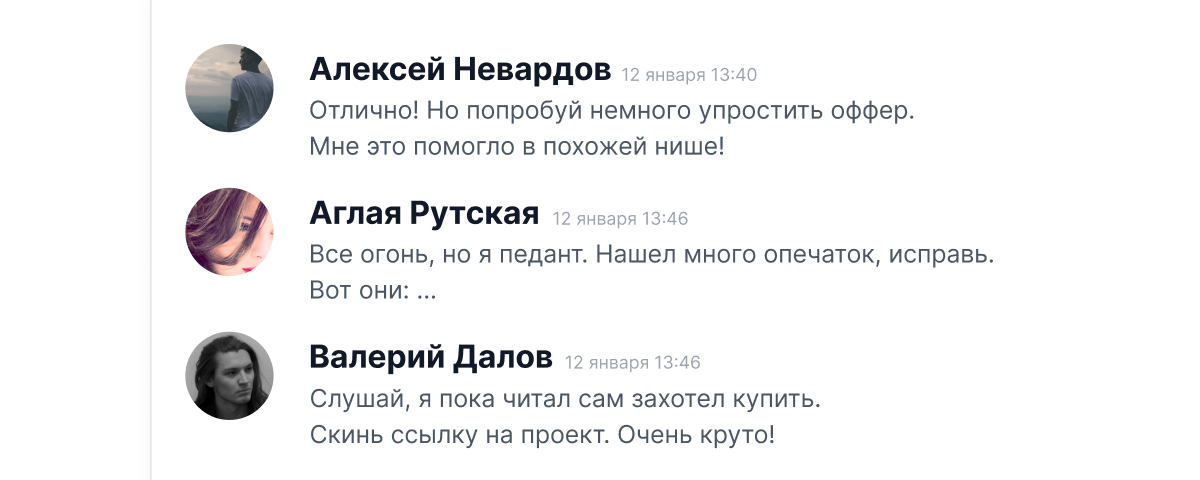 Алексей Невардов 12 января 13:40
Отлично! Но попробуй немного упростить оффер.
Мне это помогло в похожей нише!
Аглая Рутская 12 января 13:46
Все огонь, но я педант. Нашел много опечаток, исправь.
Вот они: ...
Валерий Далов 12 января 13:46
Слушай, я пока читал сам захотел купить.
Скинь ссылку на проект. Очень круто!